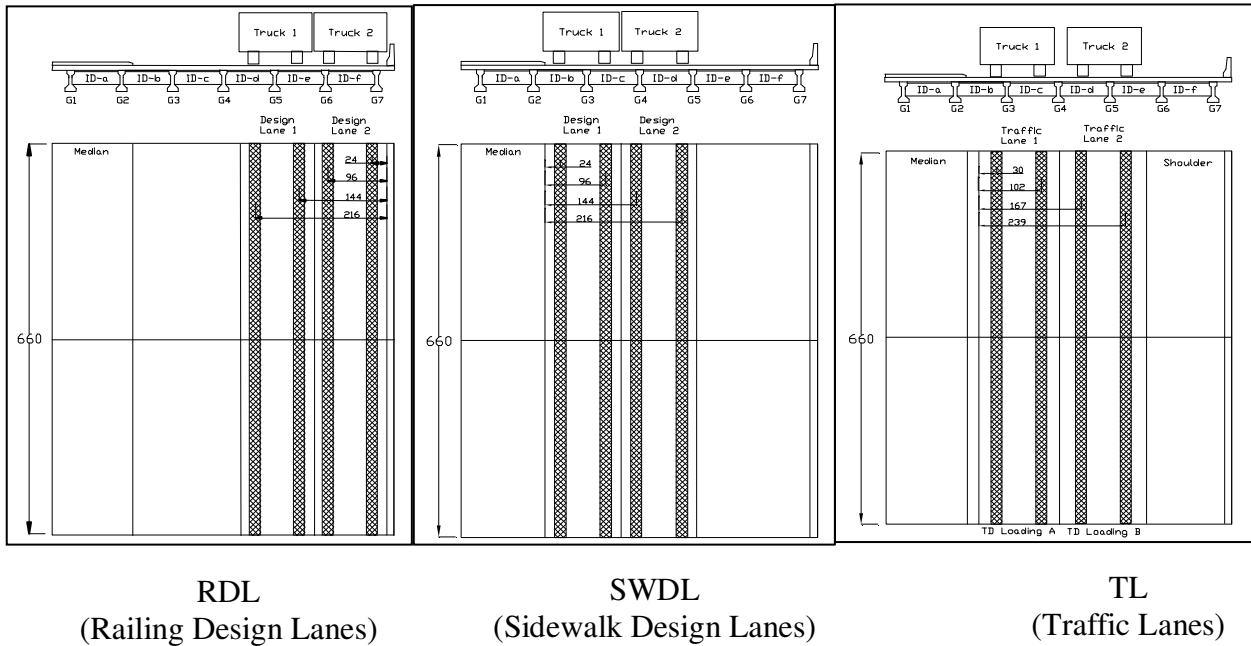 Truck 1 Truck 2
ID-a ID-b ID-c ID-d ID-e ID-f
G1 G2 G3 G4 G5 G6 G7
Design Lane 1
Design Lane 2
Median
24
96
144
216
660
RDL
(Railing Design Lanes)
Truck 1 Truck 2
ID-a ID-b ID-c ID-d ID-e ID-f
G1 G2 G3 G4 G5 G6 G7
Design Lane 1
Design Lane 2
Median
24
96
144
216
660
SWDL
(Sidewalk Design Lanes)
Truck 1 Truck 2
ID-a ID-b ID-c ID-d ID-e ID-f
G1 G2 G3 G4 G5 G6 G7
Traffic Lane 1
Traffic Lane 2
Median Shoulder
30
102
167
239
660
TD Loading A TD Loading B
TL
(Traffic Lanes)